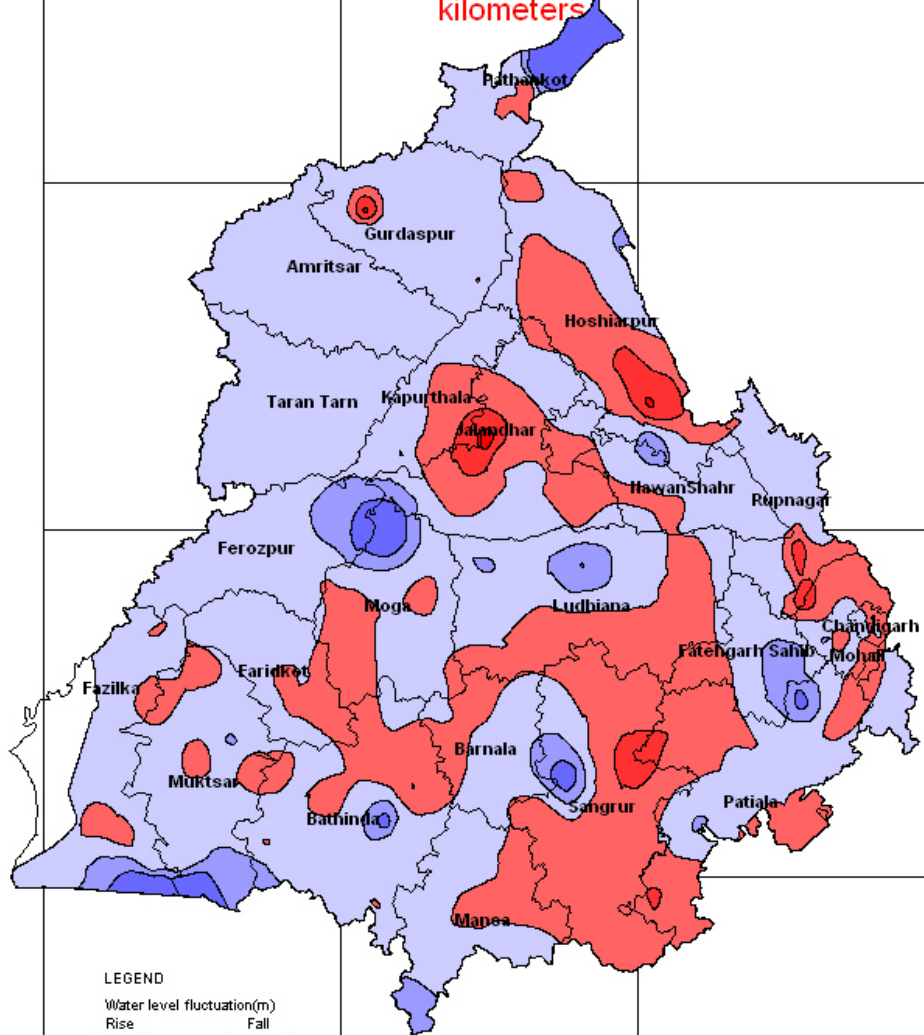 kilometers
Pathankot
Gurdaspur
Amritsar
Hoshiarpur
Kapurthala
Taran Tarn
Jalandhar
NawanShahr
Rupnagar
Ferozpur
Moga
Ludhiana
Chandigarh
Fatehgarh Sahib
Mohali
Faridkot
Fazilka
Barnala
Muktsar
Patiala
Sangrur
Bathinda
Mansa
LEGEND
Water level fluctuation(m)
Rise Fall